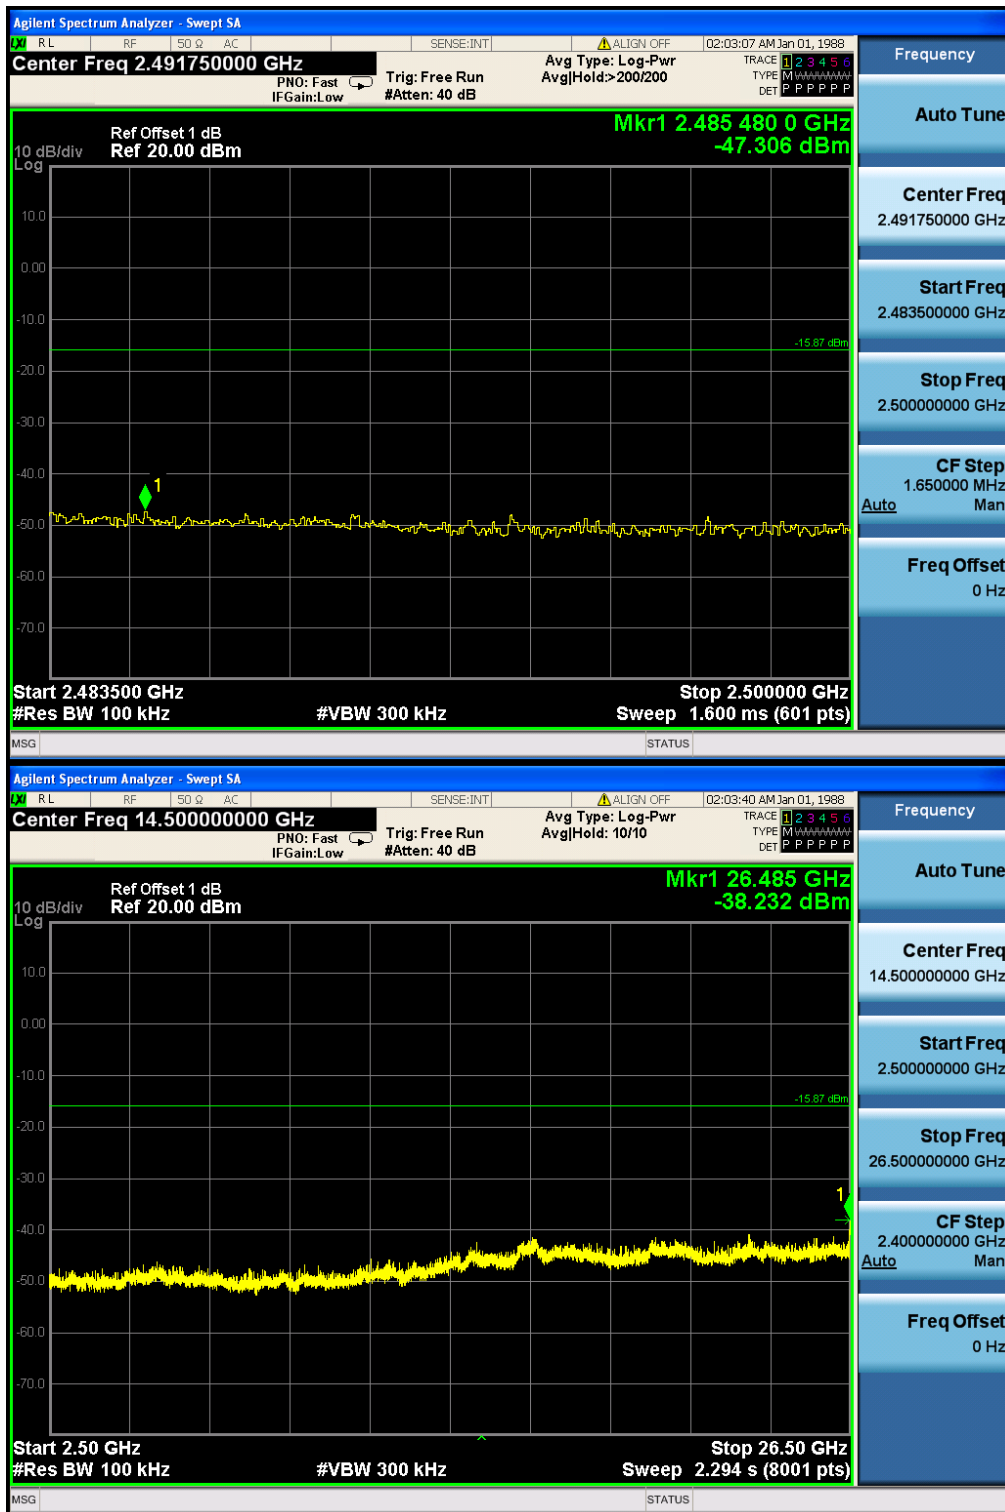 Agilent Spectrum Analyzer - Swept SA
LXI RL RF 50 Ω AC SENSE:INT ALIGN OFF 02:03:07 AM Jan 01, 1988
Center Freq 2.491750000 GHz
PNO: Fast
IFGain:Low
Trig: Free Run
#Atten: 40 dB
Avg Type: Log-Pwr
Avg|Hold:>200/200
TRACE 1 2 3 4 5 6
TYPE M WWWWW
DET P P P P P P
Mkr1 2.485 480 0 GHz
-47.306 dBm
Ref Offset 1 dB
10 dB/div Ref 20.00 dBm
Log
10.0
0.00
-10.0
-15.87 dBm
-20.0
-30.0
-40.0
1
-50.0
-60.0
-70.0
Start 2.483500 GHz Stop 2.500000 GHz
#Res BW 100 kHz #VBW 300 kHz Sweep 1.600 ms (601 pts)
MSG STATUS
Frequency
Auto Tune
Center Freq
2.491750000 GHz
Start Freq
2.483500000 GHz
Stop Freq
2.500000000 GHz
CF Step
1.650000 MHz
Auto Man
Freq Offset
0 Hz
Agilent Spectrum Analyzer - Swept SA
LXI RL RF 50 Ω AC SENSE:INT ALIGN OFF 02:03:40 AM Jan 01, 1988
Center Freq 14.500000000 GHz
PNO: Fast
IFGain:Low
Trig: Free Run
#Atten: 40 dB
Avg Type: Log-Pwr
Avg|Hold: 10/10
TRACE 1 2 3 4 5 6
TYPE M WWWWW
DET P P P P P P
Mkr1 26.485 GHz
-38.232 dBm
Ref Offset 1 dB
10 dB/div Ref 20.00 dBm
Log
10.0
0.00
-10.0
-15.87 dBm
-20.0
-30.0
1
-40.0
-50.0
-60.0
-70.0
Start 2.50 GHz Stop 26.50 GHz
#Res BW 100 kHz #VBW 300 kHz Sweep 2.294 s (8001 pts)
MSG STATUS
Frequency
Auto Tune
Center Freq
14.500000000 GHz
Start Freq
2.500000000 GHz
Stop Freq
26.500000000 GHz
CF Step
2.400000000 GHz
Auto Man
Freq Offset
0 Hz